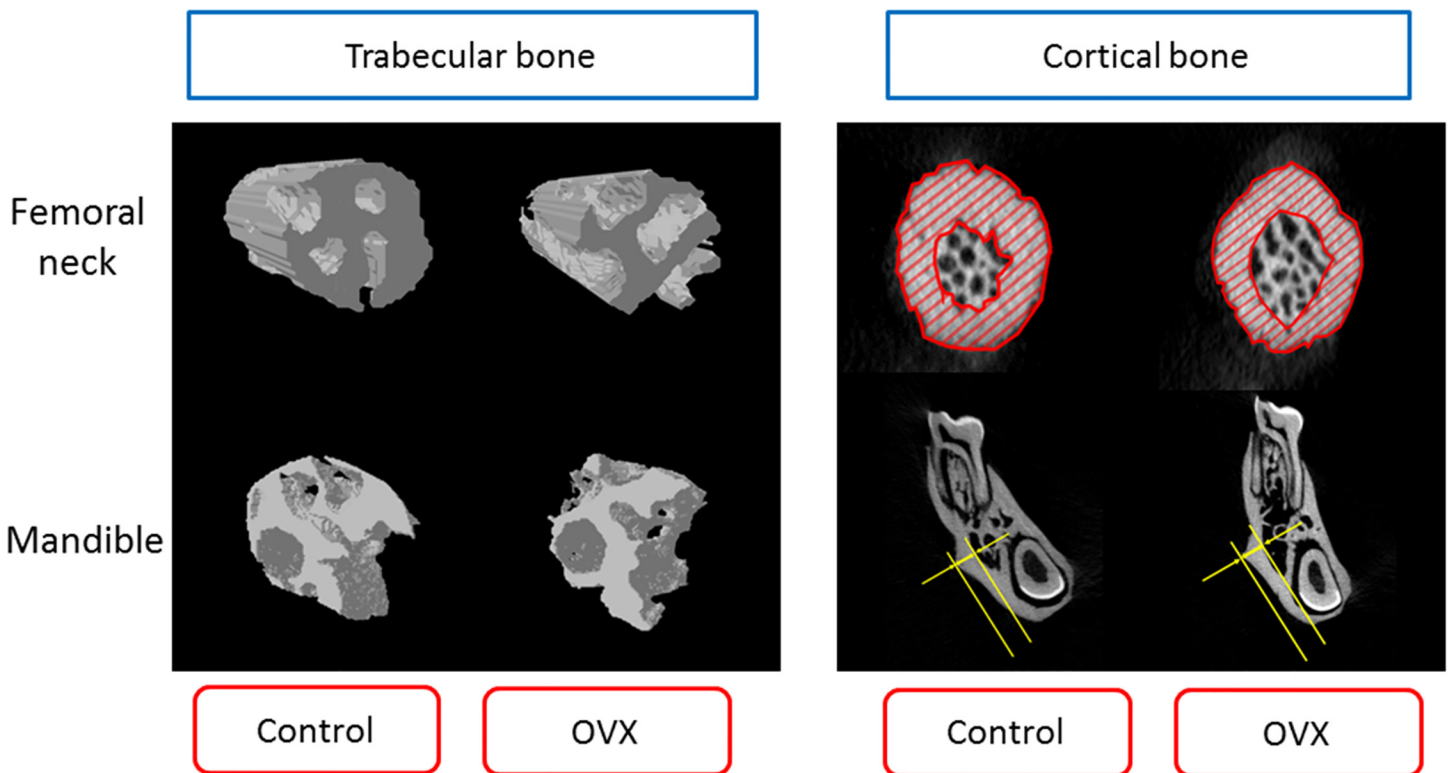 Trabecular bone
Cortical bone
Femoral
neck
Mandible
Control
OVX
Control
OVX